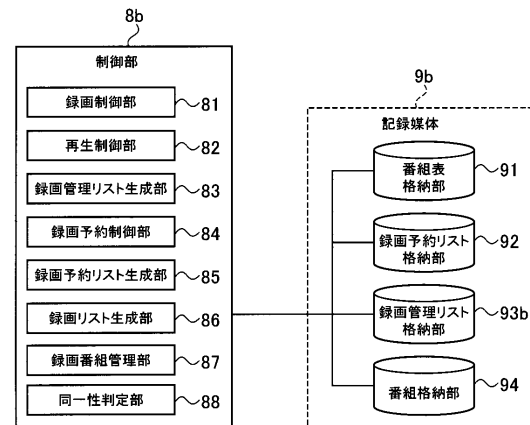 8b
制御部
録画制御部
81
再生制御部
82
録画管理リスト生成部
83
録画予約制御部
84
録画予約リスト生成部
85
録画リスト生成部
86
録画番組管理部
87
同一性判定部
88
9b
記録媒体
番組表
格納部
91
録画予約リスト
格納部
92
録画管理リスト
格納部
93b
番組格納部
94